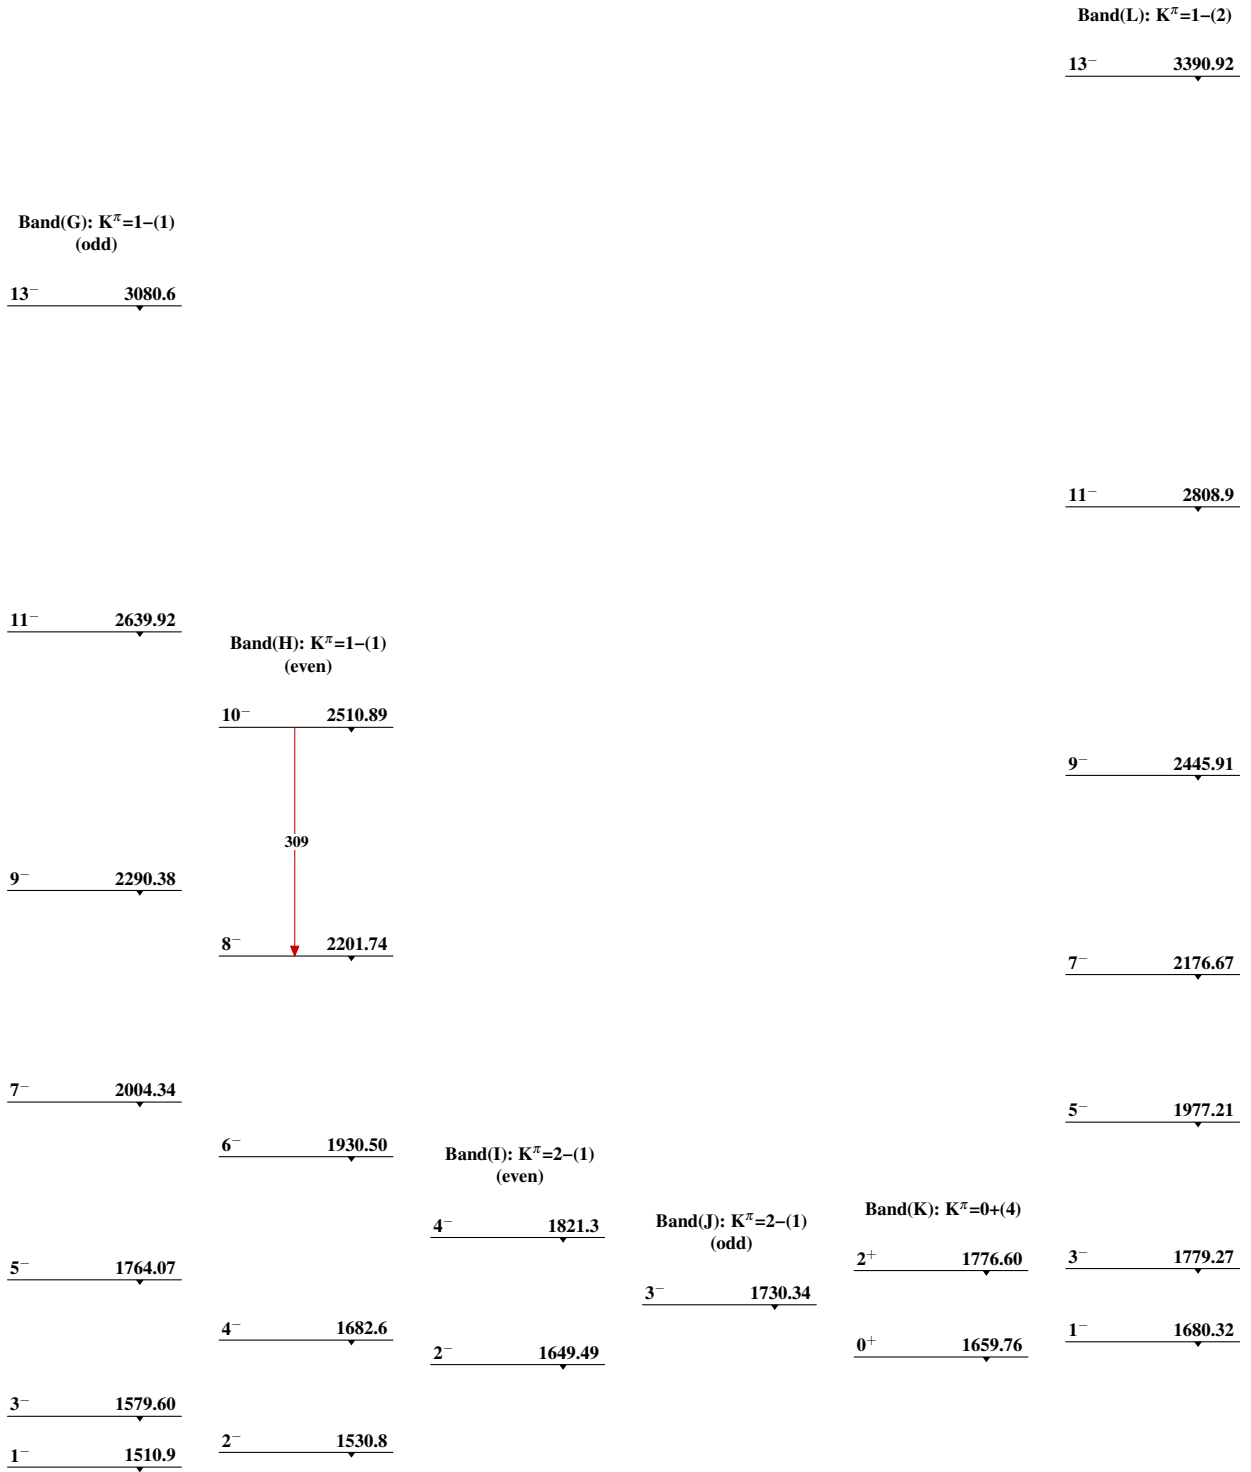 Band(G): Kπ=1−(1)
(odd)
13− 3080.6
11− 2639.92
9− 2290.38
7− 2004.34
5− 1764.07
3− 1579.60
1− 1510.9
Band(H): Kπ=1−(1)
(even)
10− 2510.89
309
8− 2201.74
6− 1930.50
4− 1682.6
2− 1530.8
Band(I): Kπ=2−(1)
(even)
4− 1821.3
2− 1649.49
Band(J): Kπ=2−(1)
(odd)
3− 1730.34
Band(K): Kπ=0+(4)
2+ 1776.60
0+ 1659.76
Band(L): Kπ=1−(2)
13− 3390.92
11− 2808.9
9− 2445.91
7− 2176.67
5− 1977.21
3− 1779.27
1− 1680.32